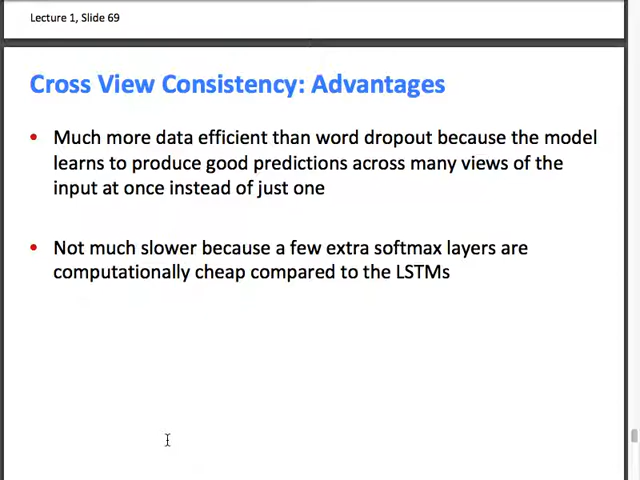 Lecture 1, Slide 69
Cross View Consistency: Advantages
• Much more data efficient than word dropout because the model
learns to produce good predictions across many views of the
input at once instead of just one
• Not much slower because a few extra softmax layers are
computationally cheap compared to the LSTMs